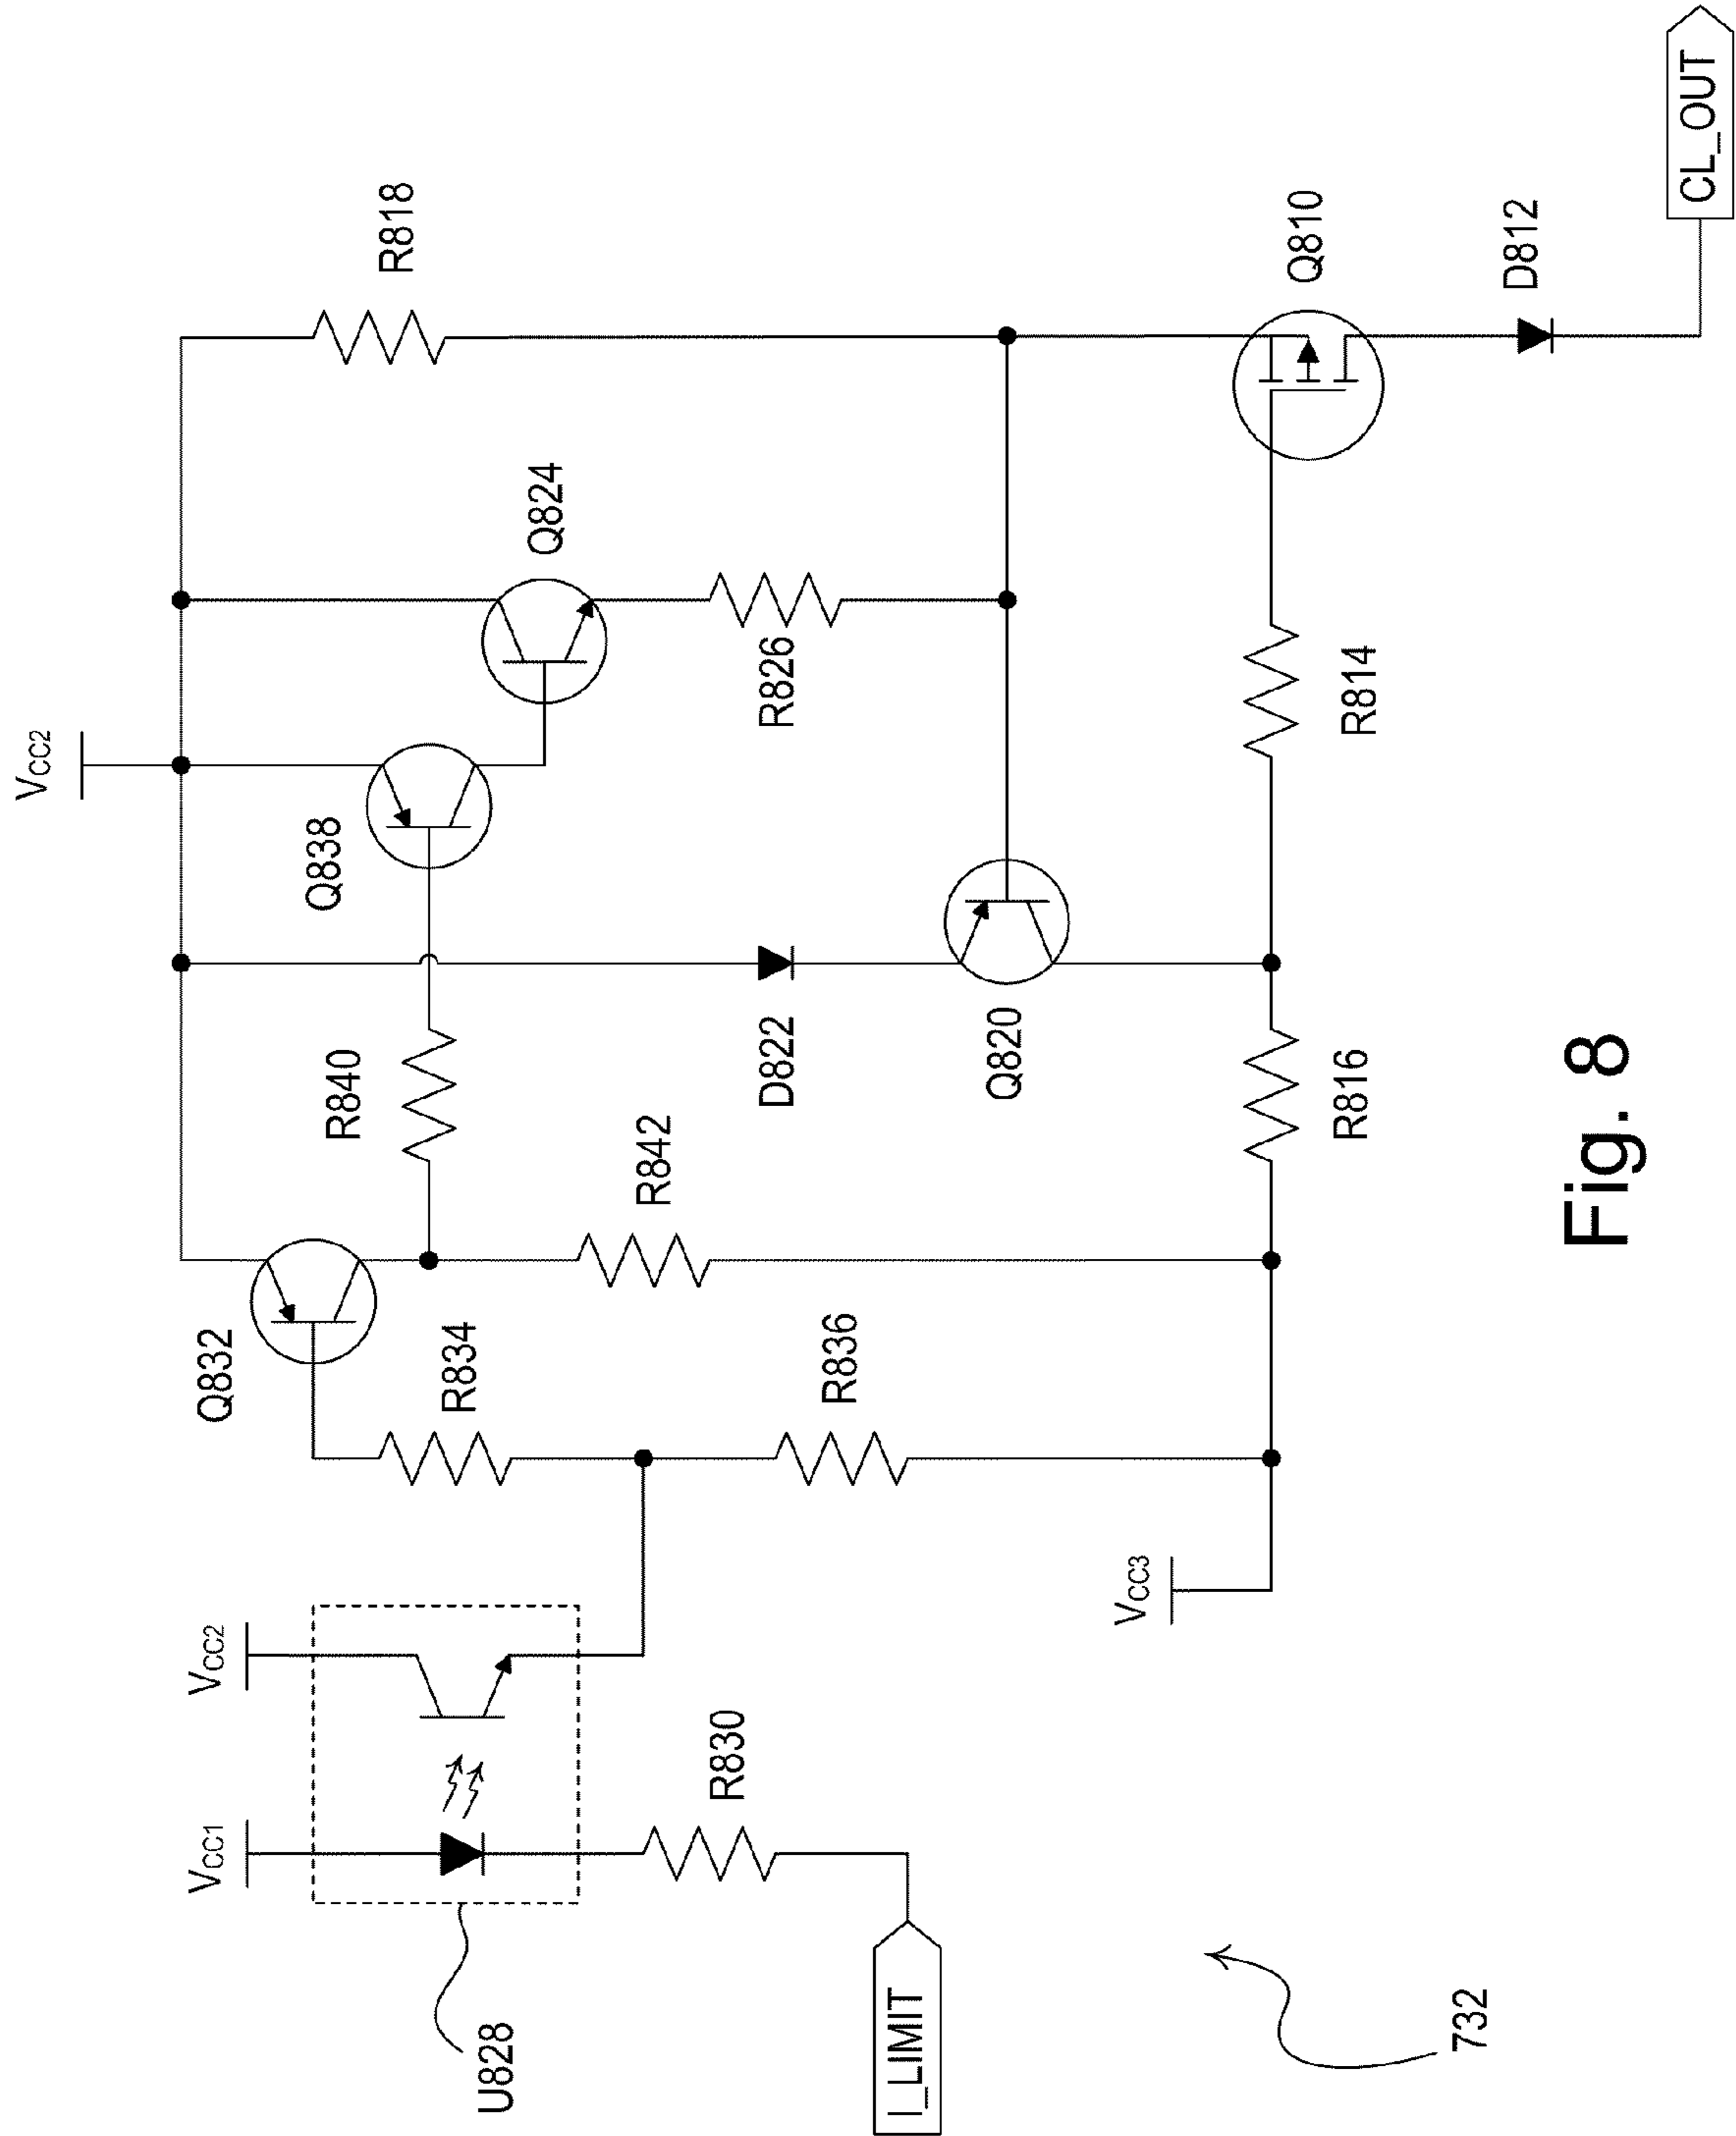 VCC2
R818
Q838
Q824
R826
R840
D822
Q820
R842
Q832
R834
R836
VCC1
VCC2
U828
R830
I_LIMIT
VCC3
R816
R814
Q810
D812
CL_OUT
732
Fig. 8